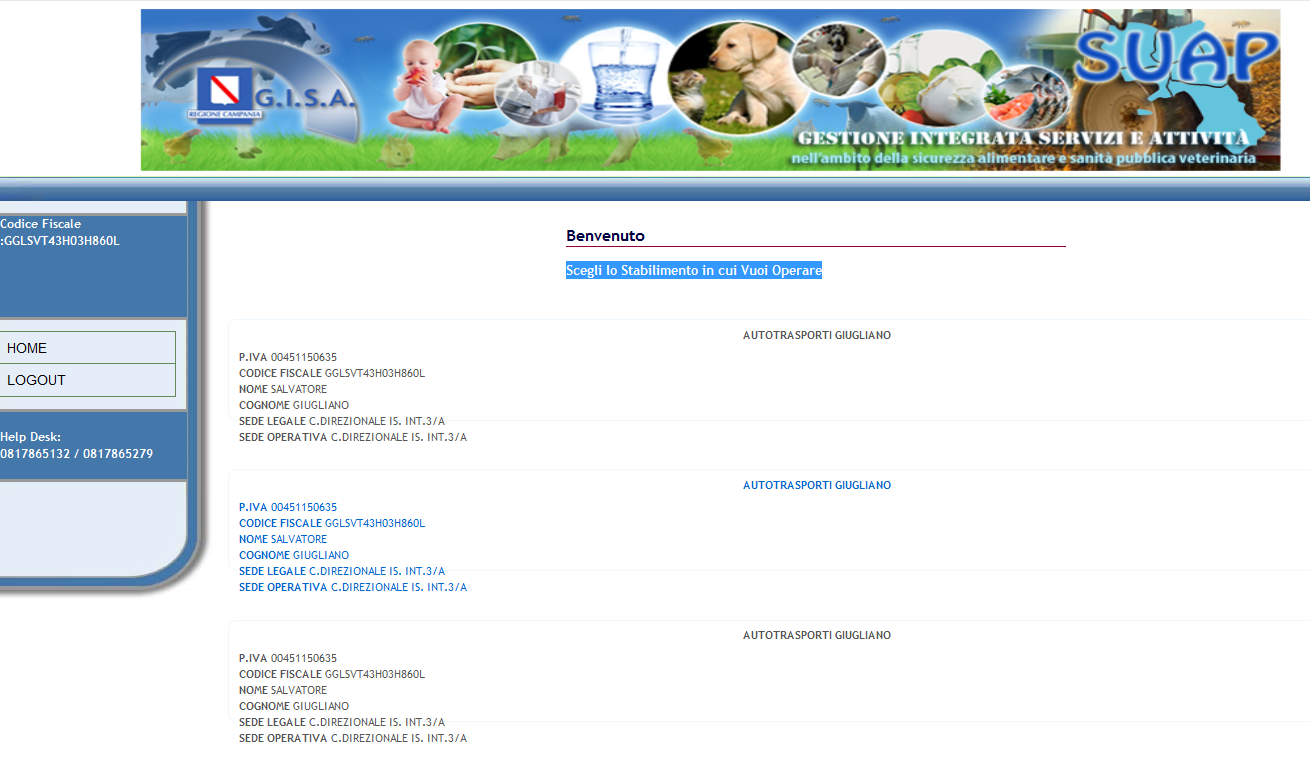 SUAP
G.I.S.A.
REGIONE CAMPANIA
GESTIONE INTEGRATA SERVIZI E ATTIVITÀ
nell'ambito della sicurezza alimentare e sanità pubblica veterinaria
Codice Fiscale
:GGLSVT43H03H860L
HOME
LOGOUT
Help Desk:
0817865132 / 0817865279
Benvenuto
Scegli lo Stabilimento in cui Vuoi Operare
AUTOTRASPORTI GIUGLIANO
P.IVA 00451150635
CODICE FISCALE GGLSVT43H03H860L
NOME SALVATORE
COGNOME GIUGLIANO
SEDE LEGALE C.DIREZIONALE IS. INT.3/A
SEDE OPERATIVA C.DIREZIONALE IS. INT.3/A
AUTOTRASPORTI GIUGLIANO
P.IVA 00451150635
CODICE FISCALE GGLSVT43H03H860L
NOME SALVATORE
COGNOME GIUGLIANO
SEDE LEGALE C.DIREZIONALE IS. INT.3/A
SEDE OPERATIVA C.DIREZIONALE IS. INT.3/A
AUTOTRASPORTI GIUGLIANO
P.IVA 00451150635
CODICE FISCALE GGLSVT43H03H860L
NOME SALVATORE
COGNOME GIUGLIANO
SEDE LEGALE C.DIREZIONALE IS. INT.3/A
SEDE OPERATIVA C.DIREZIONALE IS. INT.3/A